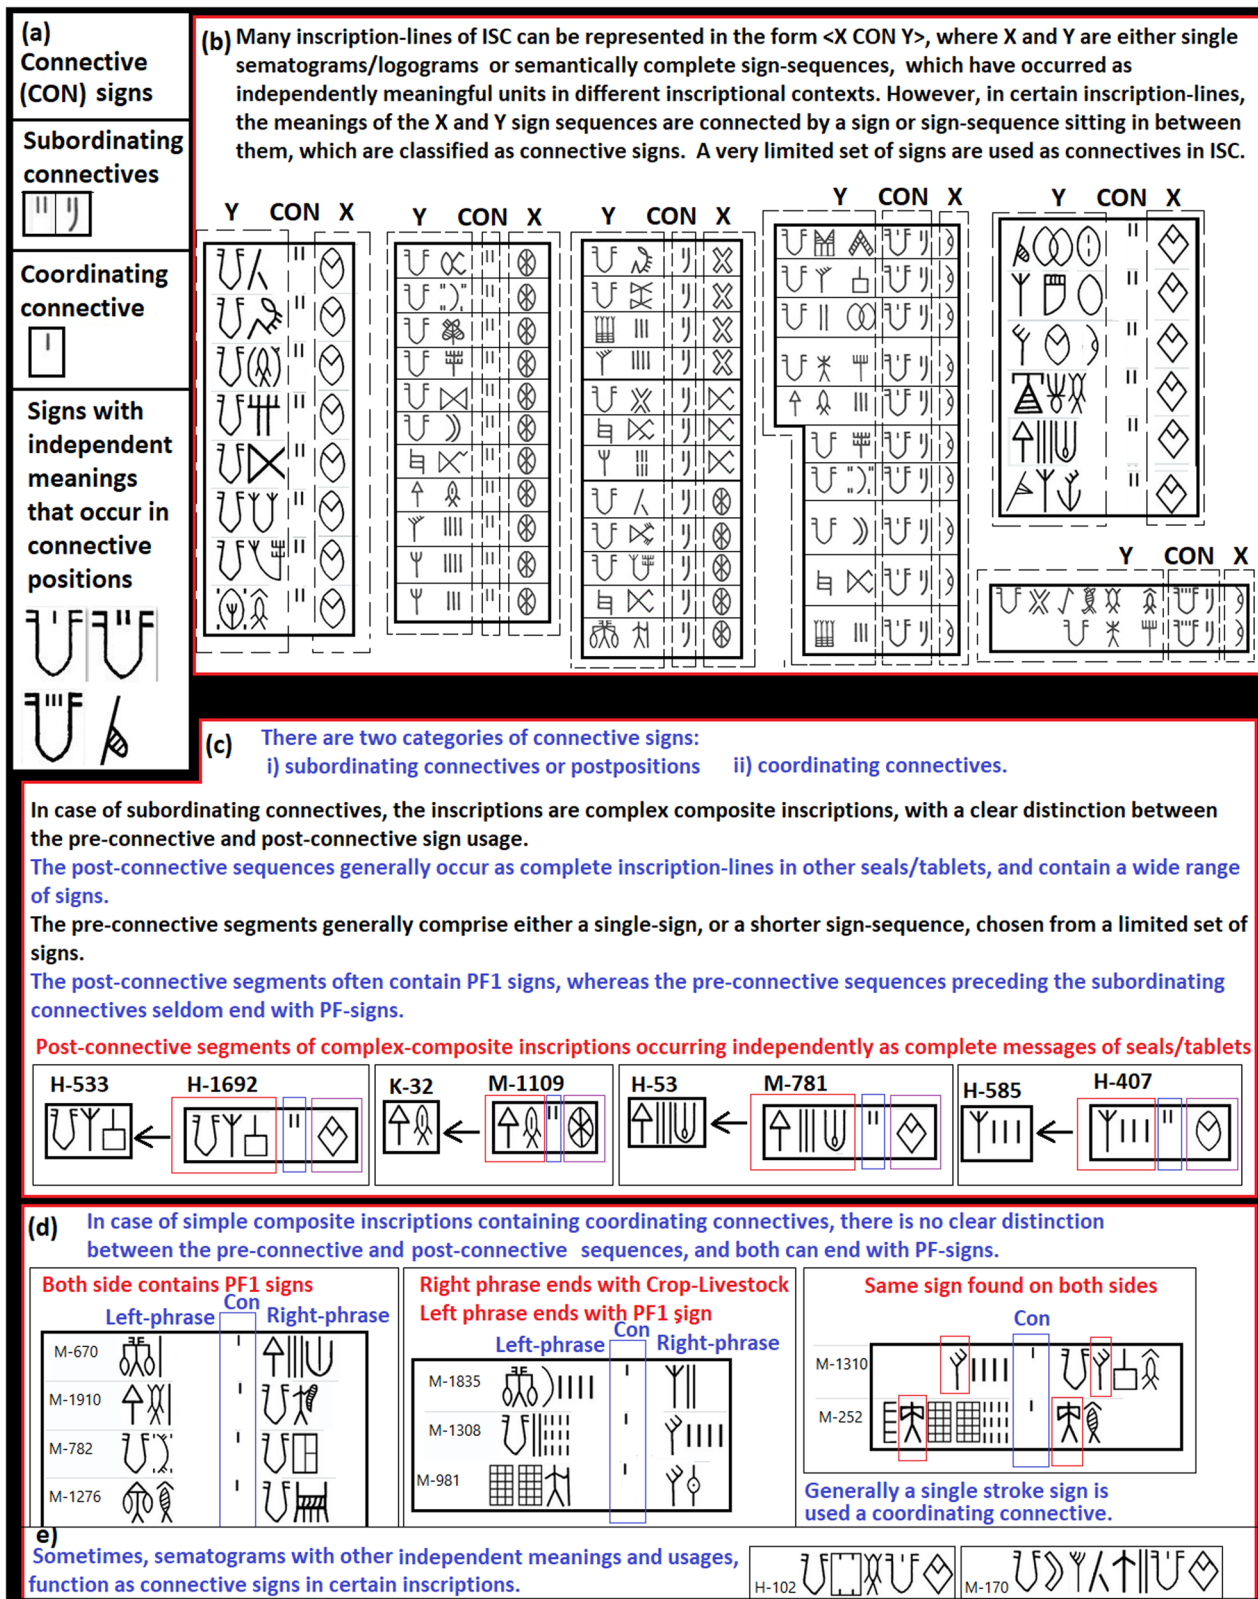 (a)
Connective
(CON) signs
Subordinating
connectives
Coordinating
connective
Signs with
independent
meanings
that occur in
connective
positions
(b) Many inscription-lines of ISC can be represented in the form <X CON Y>, where X and Y are either single
sematograms/logograms or semantically complete sign-sequences, which have occurred as
independently meaningful units in different inscriptional contexts. However, in certain inscription-lines,
the meanings of the X and Y sign sequences are connected by a sign or sign-sequence sitting in between
them, which are classified as connective signs. A very limited set of signs are used as connectives in ISC.
Y CON X
Y CON X
Y CON X
Y CON X
Y CON X
Y CON X
(c) There are two categories of connective signs:
i) subordinating connectives or postpositions ii) coordinating connectives.
In case of subordinating connectives, the inscriptions are complex composite inscriptions, with a clear distinction between
the pre-connective and post-connective sign usage.
The post-connective sequences generally occur as complete inscription-lines in other seals/tablets, and contain a wide range
of signs.
The pre-connective segments generally comprise either a single-sign, or a shorter sign-sequence, chosen from a limited set of
signs.
The post-connective segments often contain PF1 signs, whereas the pre-connective sequences preceding the subordinating
connectives seldom end with PF-signs.
Post-connective segments of complex-composite inscriptions occurring independently as complete messages of seals/tablets
H-533 H-1692
K-32 M-1109
H-53 M-781
H-585 H-407
(d) In case of simple composite inscriptions containing coordinating connectives, there is no clear distinction
between the pre-connective and post-connective sequences, and both can end with PF-signs.
Both side contains PF1 signs
Con
Left-phrase Right-phrase
M-670
M-1910
M-782
M-1276
Right phrase ends with Crop-Livestock
Left phrase ends with PF1 sign
Con
Left-phrase Right-phrase
M-1835
M-1308
M-981
Same sign found on both sides
Con
M-1310
M-252
Generally a single stroke sign is
used a coordinating connective.
e)
Sometimes, sematograms with other independent meanings and usages,
function as connective signs in certain inscriptions.
H-102
M-170